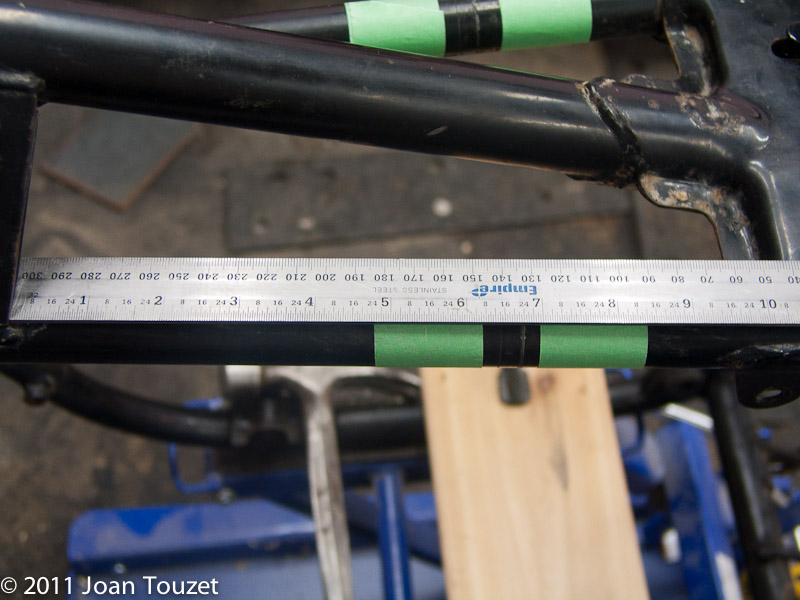 300 290 280 270 260 250 240 230 220 210 200 190 180 170 160 150 140 130 120 110 100 90 80 70 60 50
STAINLESS STEEL Empire
32 8 16 24 1 8 16 24 2 8 16 24 3 8 16 24 4 8 16 24 5 8 16 24 6 8 16 24 7 8 16 24 8 8 16 24 9 8 16 24 10 8
© 2011 Joan Touzet